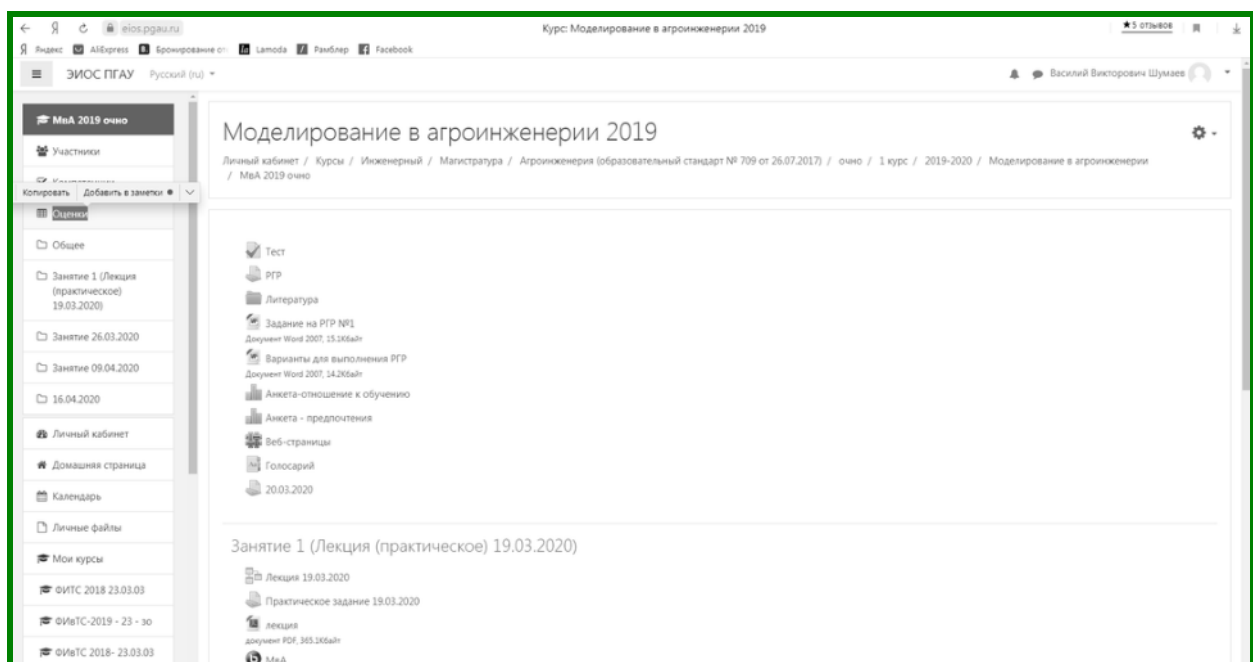 eios.pgau.ru
Курс: Моделирование в агроинженерии 2019
★5 отзывов
Яндекс AliExpress Бронирование от Lamoda Рамблер Facebook
ЭИОС ПГАУ Русский (ru)
Василий Викторович Шумаев
МвА 2019 очно
Участники
Компетенции
Копировать Добавить в заметки
Оценки
Общее
Занятие 1 (Лекция
(практическое)
19.03.2020)
Занятие 26.03.2020
Занятие 09.04.2020
16.04.2020
Личный кабинет
Домашняя страница
Календарь
Личные файлы
Мои курсы
ФИТС 2018 23.03.03
ФИвТС-2019 - 23 - зо
ФИвТС 2018- 23.03.03
Моделирование в агроинженерии 2019
Личный кабинет / Курсы / Инженерный / Магистратура / Агроинженерия (образовательный стандарт № 709 от 26.07.2017) / очно / 1 курс / 2019-2020 / Моделирование в агроинженерии
/ МвА 2019 очно
Тест
РГР
Литература
Задание на РГР №1
Документ Word 2007, 15.1Кбайт
Варианты для выполнения РГР
Документ Word 2007, 14.2Кбайт
Анкета-отношение к обучению
Анкета - предпочтения
Веб-страницы
Голосарий
20.03.2020
Занятие 1 (Лекция (практическое) 19.03.2020)
Лекция 19.03.2020
Практическое задание 19.03.2020
лекция
документ PDF, 365.1Кбайт
МвА